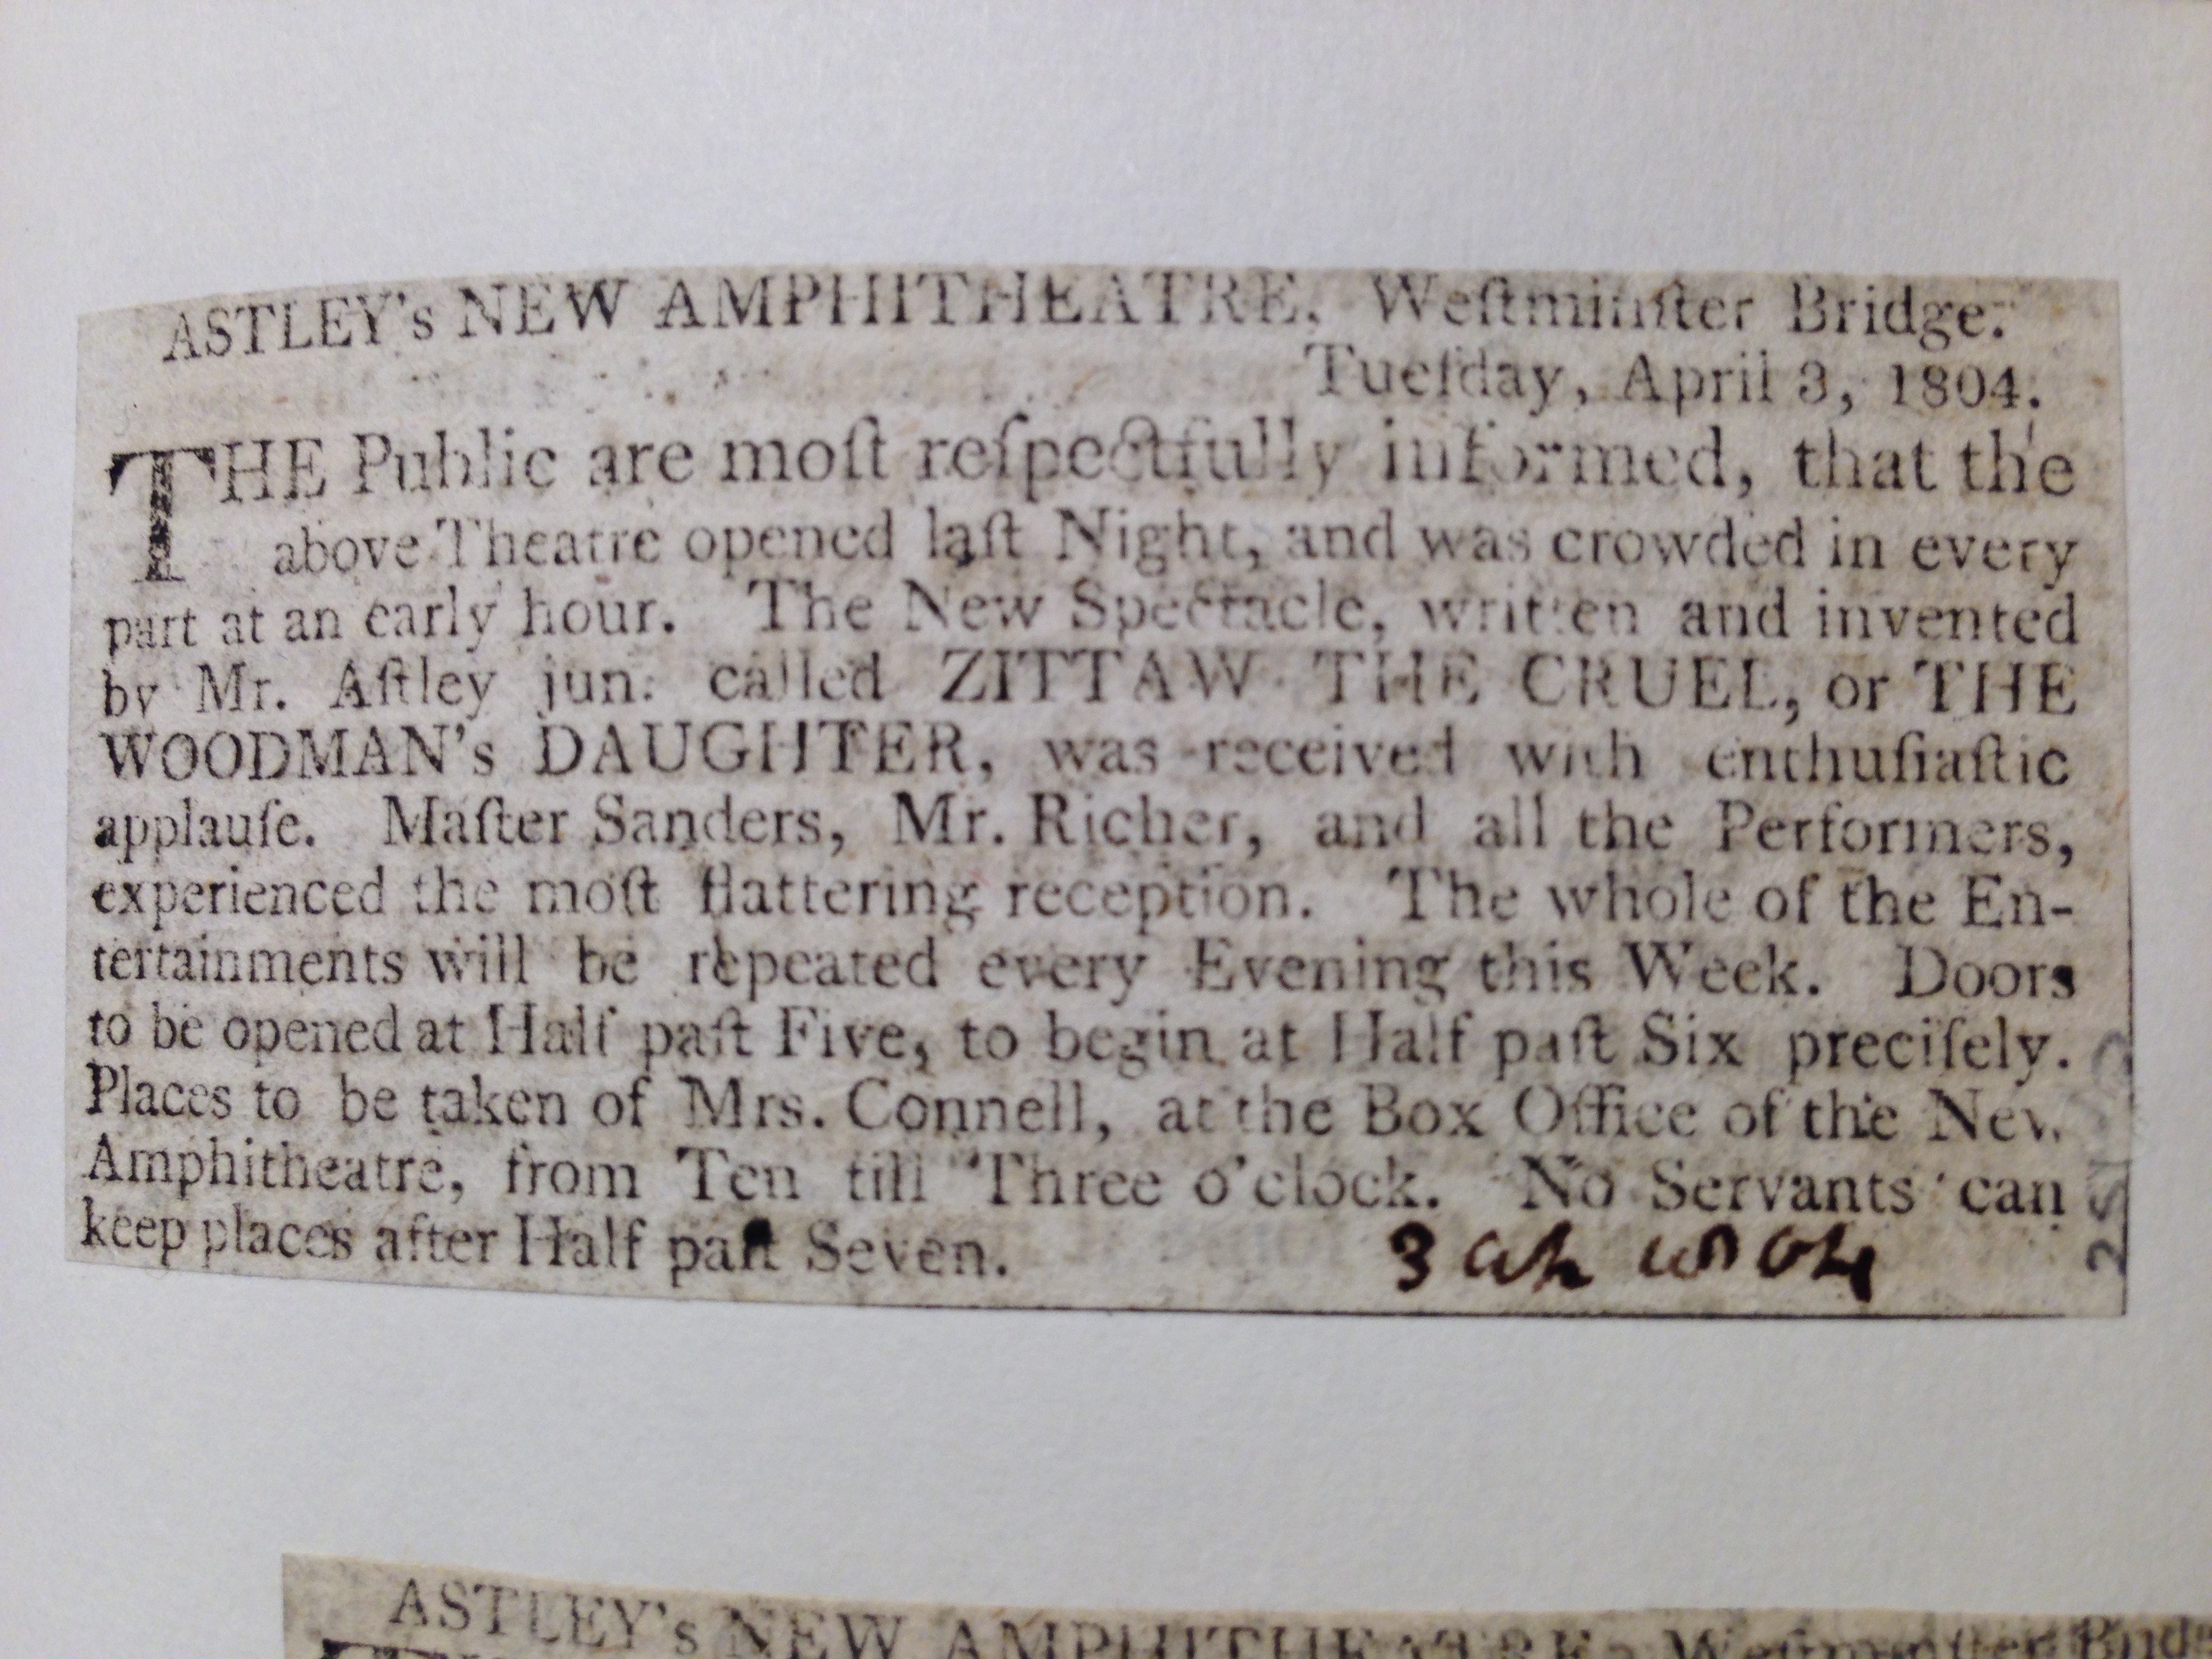 ASTLEY's NEW AMPHITHEATRE, Weſtminſter Bridge.
Tueſday, April 3, 1804.
THE Public are moſt reſpectfully informed, that the
above Theatre opened laſt Night, and was crowded in every
part at an early hour. The New Spectacle, written and invented
by Mr. Aſtley jun. called ZITTAW THE CRUEL, or THE
WOODMAN's DAUGHTER, was received with enthuſiaſtic
applauſe. Maſter Sanders, Mr. Richer, and all the Performers,
experienced the moſt flattering reception. The whole of the En-
tertainments will be repeated every Evening this Week. Doors
to be opened at Half paſt Five, to begin at Half paſt Six preciſely.
Places to be taken of Mrs. Connell, at the Box Office of the New
Amphitheatre, from Ten till Three o'clock. No Servants can
keep places after Half paſt Seven.
3
ASTLEY's NEW AMPHITHEATRE, Weſtminſter